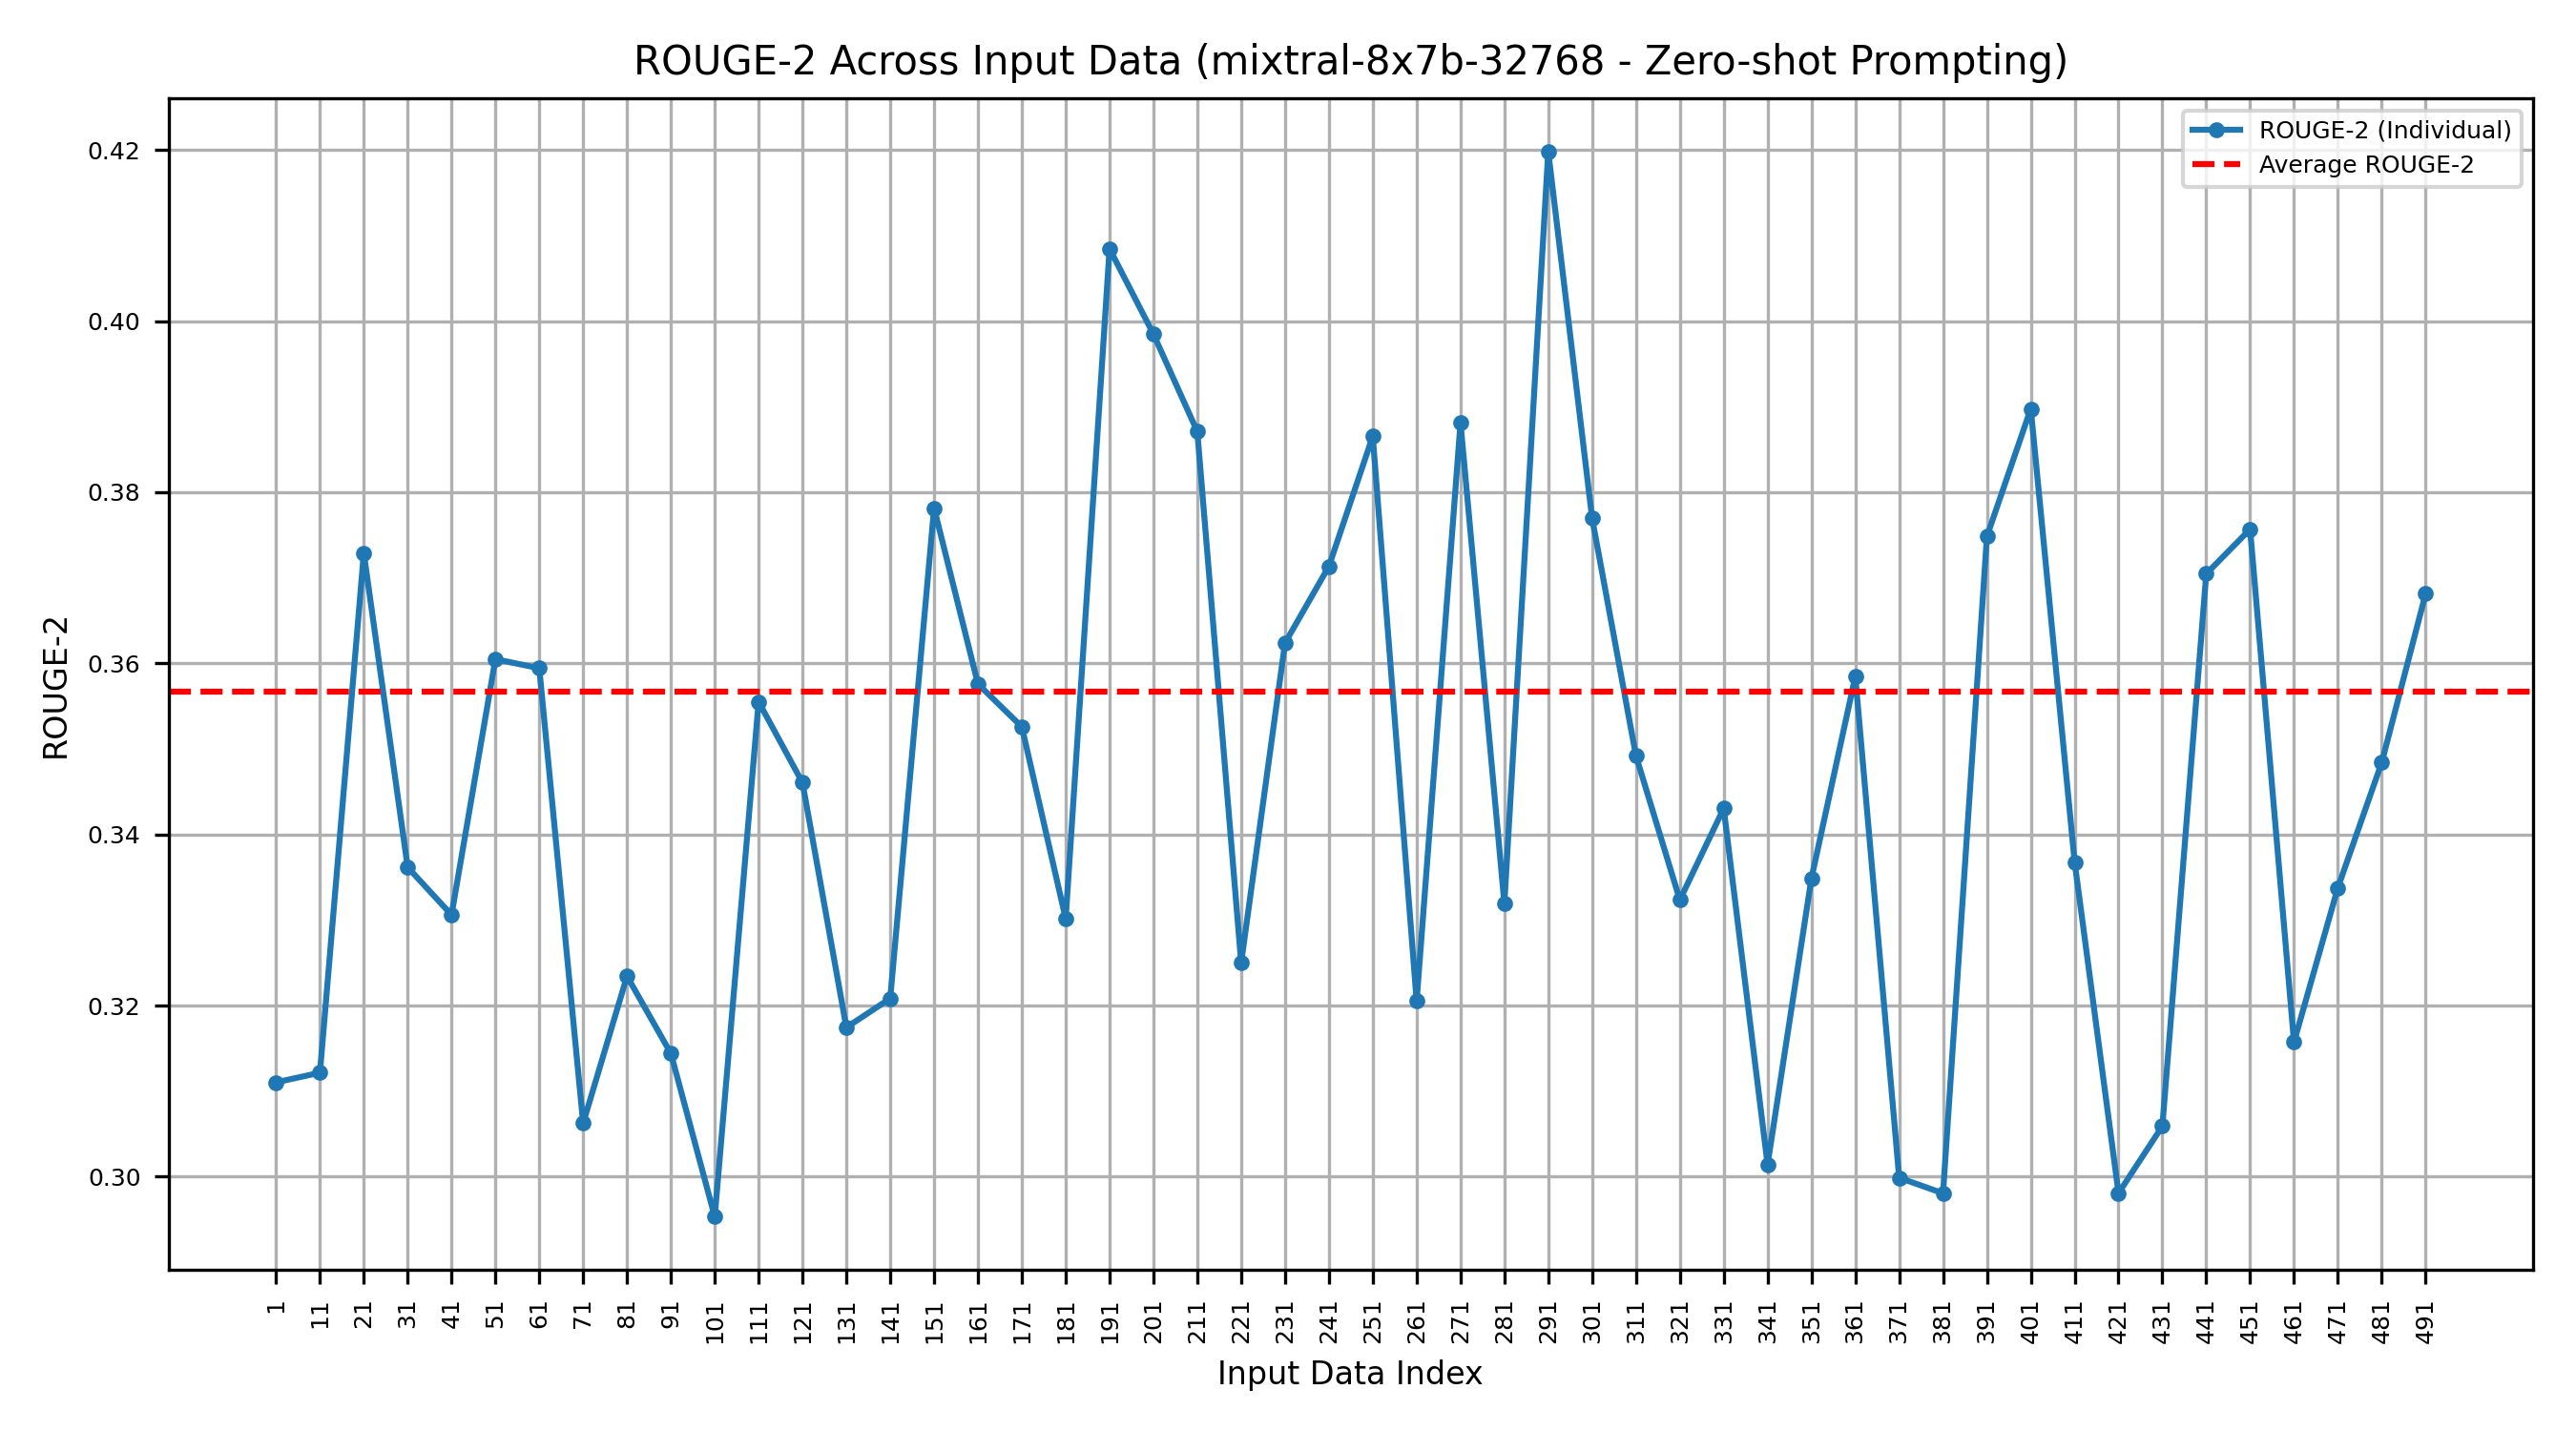 ROUGE-2 Across Input Data (mixtral-8x7b-32768 - Zero-shot Prompting)
ROUGE-2 (Individual)
Average ROUGE-2
0.42
0.40
0.38
0.36
0.34
0.32
0.30
ROUGE-2
1 11 21 31 41 51 61 71 81 91 101 111 121 131 141 151 161 171 181 191 201 211 221 231 241 251 261 271 281 291 301 311 321 331 341 351 361 371 381 391 401 411 421 431 441 451 461 471 481 491
Input Data Index